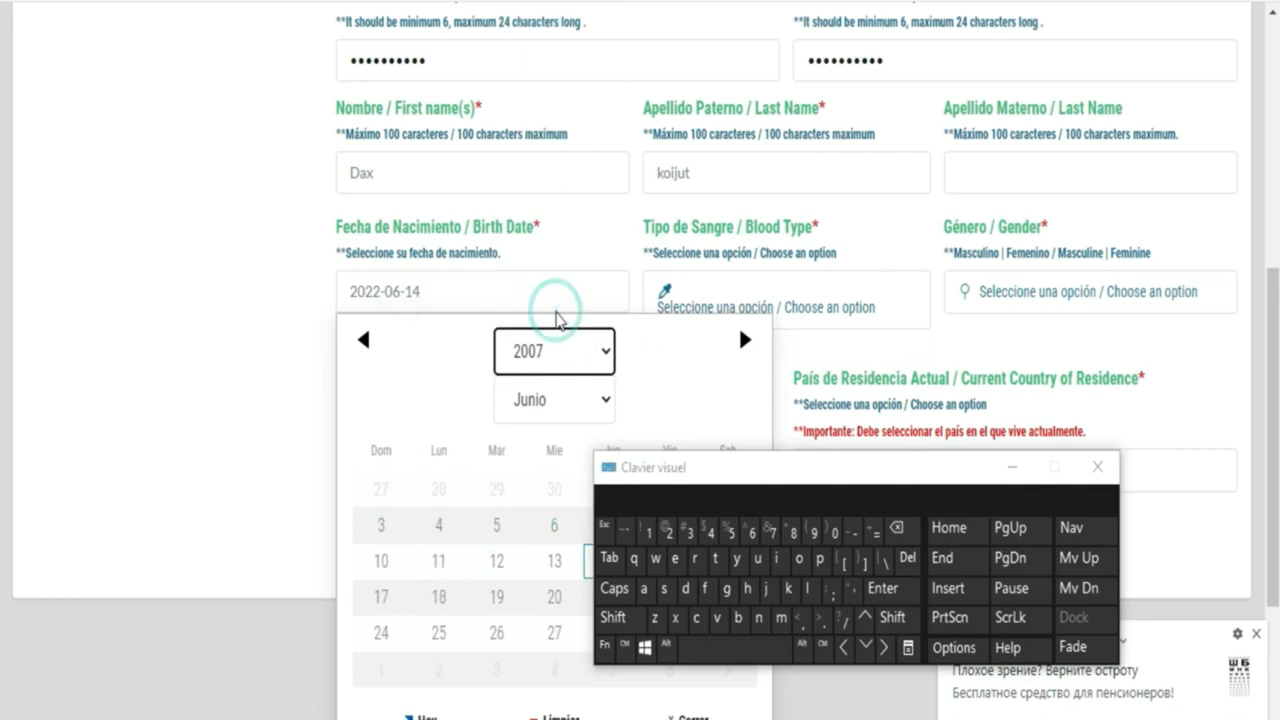 **It should be minimum 6, maximum 24 characters long .
**It should be minimum 6, maximum 24 characters long .
••••••••••
••••••••••
Nombre / First name(s)*
Apellido Paterno / Last Name*
Apellido Materno / Last Name
**Máximo 100 caracteres / 100 characters maximum
**Máximo 100 caracteres / 100 characters maximum
**Máximo 100 caracteres / 100 characters maximum.
Dax
koijut
Fecha de Nacimiento / Birth Date*
Tipo de Sangre / Blood Type*
Género / Gender*
**Seleccione su fecha de nacimiento.
**Seleccione una opción / Choose an option
**Masculino | Femenino / Masculine | Feminine
2022-06-14
Seleccione una opción / Choose an option
Seleccione una opción / Choose an option
2007
Junio
País de Residencia Actual / Current Country of Residence*
**Seleccione una opción / Choose an option
**Importante: Debe seleccionar el país en el que vive actualmente.
Dom Lun Mar Mie
27 28 29 30
3 4 5 6
10 11 12 13
17 18 19 20
24 25 26 27
1 2 3 4
Clavier visuel
Esc 1 2 3 4 5 6 7 8 9 0 - = Home PgUp Nav
Tab q w e r t y u i o p [ ] \ Del End PgDn Mv Up
Caps a s d f g h j k l ; ' Enter Insert Pause Mv Dn
Shift z x c v b n m , . / Shift PrtScn ScrLk Dock
Fn Ctrl Alt Alt Ctrl Options Help Fade
Плохое зрение? Верните остроту
Бесплатное средство для пенсионеров!
ШБ